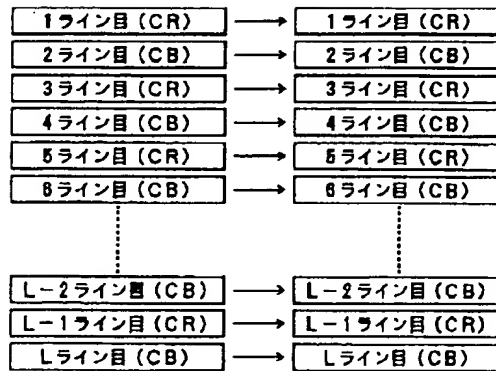 1ライン目(CR) → 1ライン目(CR)
2ライン目(CB) → 2ライン目(CB)
3ライン目(CR) → 3ライン目(CR)
4ライン目(CB) → 4ライン目(CB)
5ライン目(CR) → 5ライン目(CR)
6ライン目(CB) → 6ライン目(CB)
L-2ライン目(CB) → L-2ライン目(CB)
L-1ライン目(CR) → L-1ライン目(CR)
Lライン目(CB) → Lライン目(CB)